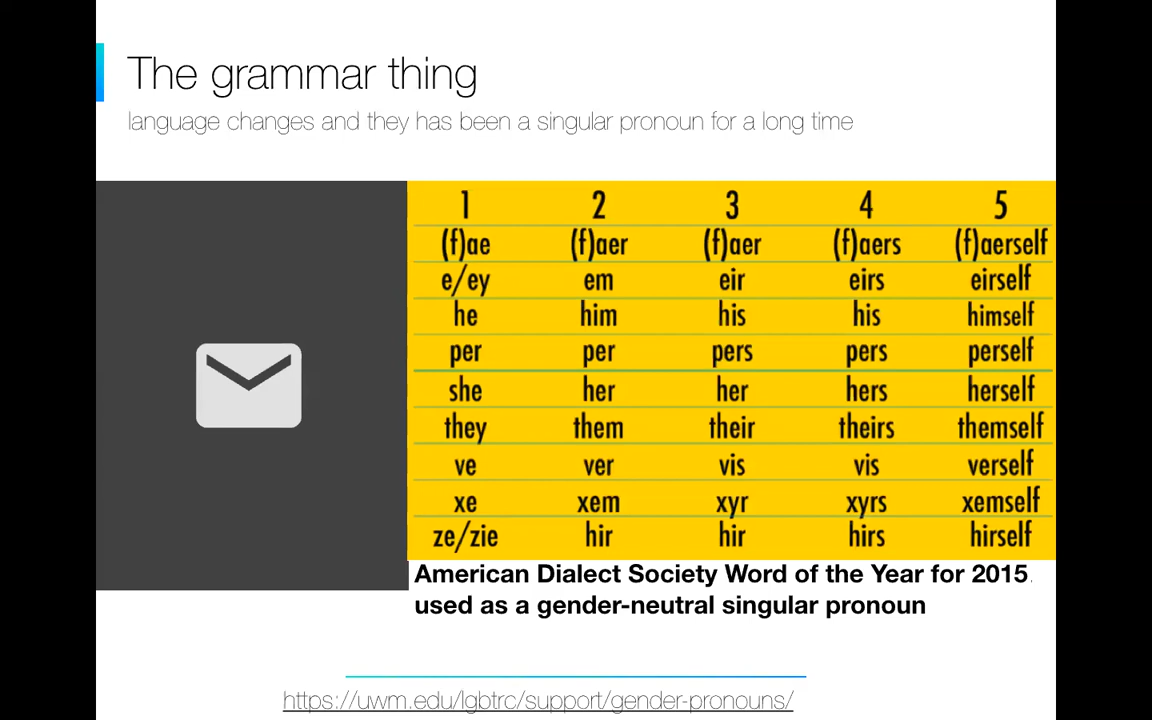 The grammar thing
language changes and they has been a singular pronoun for a long time
1 2 3 4 5
(f)ae (f)aer (f)aer (f)aers (f)aerself
e/ey em eir eirs eirself
he him his his himself
per per pers pers perself
she her her hers herself
they them their theirs themself
ve ver vis vis verself
xe xem xyr xyrs xemself
ze/zie hir hir hirs hirself
American Dialect Society Word of the Year for 2015.
used as a gender-neutral singular pronoun
https://uwm.edu/lgbtrc/support/gender-pronouns/